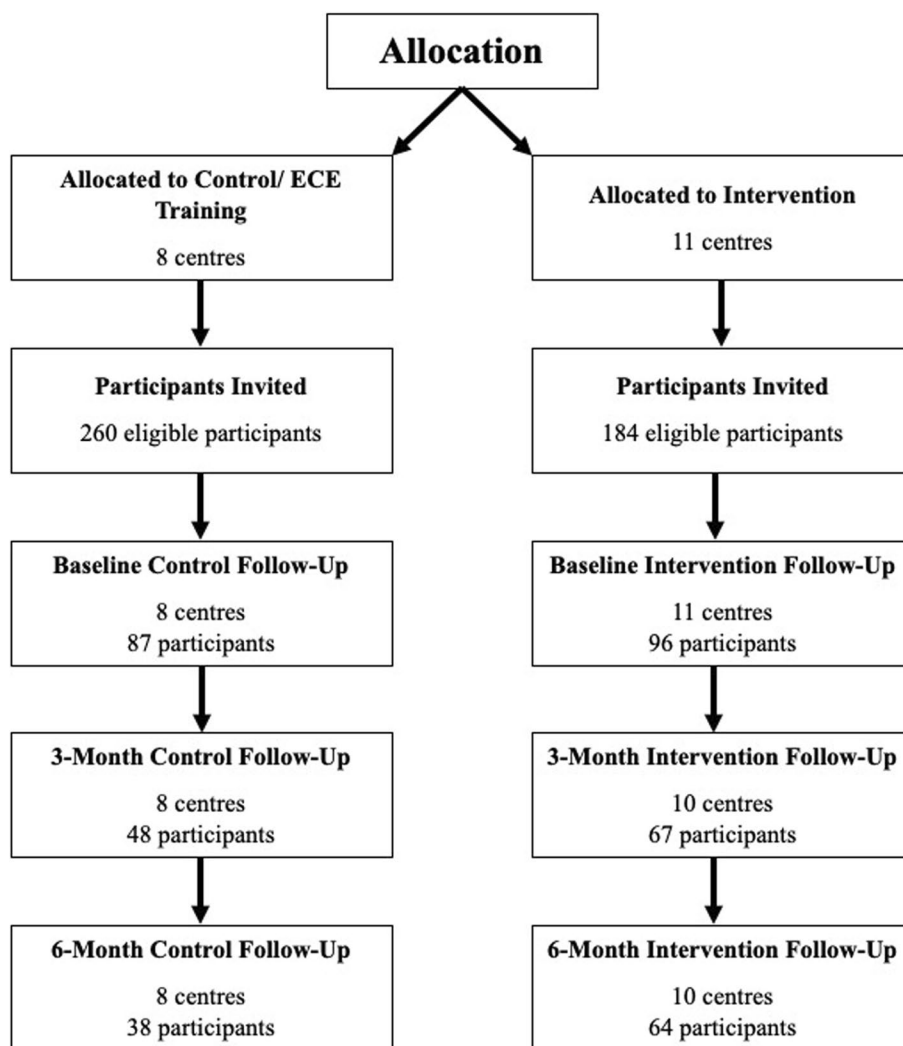 Allocation
Allocated to Control/ ECE
Training
8 centres
Allocated to Intervention
11 centres
Participants Invited
260 eligible participants
Participants Invited
184 eligible participants
Baseline Control Follow-Up
8 centres
87 participants
Baseline Intervention Follow-Up
11 centres
96 participants
3-Month Control Follow-Up
8 centres
48 participants
3-Month Intervention Follow-Up
10 centres
67 participants
6-Month Control Follow-Up
8 centres
38 participants
6-Month Intervention Follow-Up
10 centres
64 participants